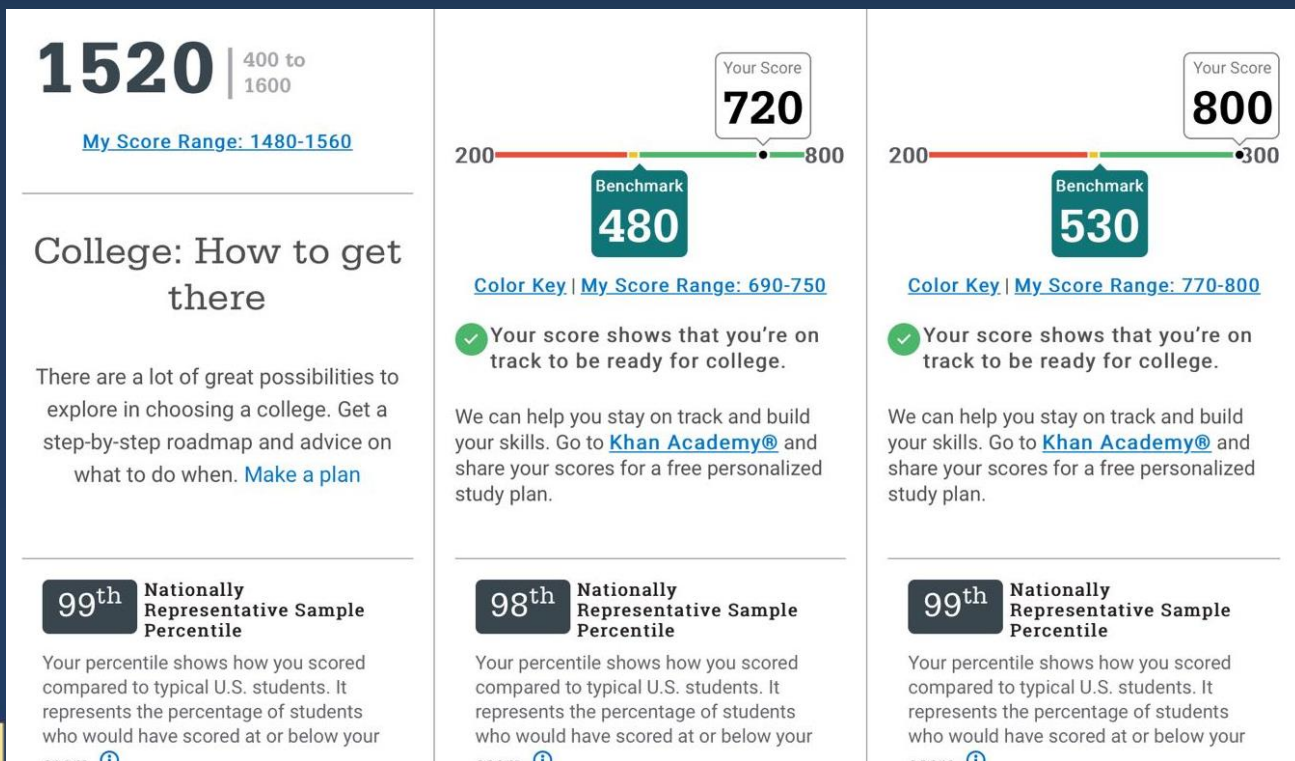 1520
400 to
1600
My Score Range: 1480-1560
College: How to get
there
There are a lot of great possibilities to
explore in choosing a college. Get a
step-by-step roadmap and advice on
what to do when. Make a plan
99th
Nationally
Representative Sample
Percentile
Your percentile shows how you scored
compared to typical U.S. students. It
represents the percentage of students
who would have scored at or below your
Your Score
720
200
800
Benchmark
480
Color Key | My Score Range: 690-750
Your score shows that you’re on
track to be ready for college.
We can help you stay on track and build
your skills. Go to Khan Academy® and
share your scores for a free personalized
study plan.
98th
Nationally
Representative Sample
Percentile
Your percentile shows how you scored
compared to typical U.S. students. It
represents the percentage of students
who would have scored at or below your
Your Score
800
200
Benchmark
530
Color Key | My Score Range: 770-800
Your score shows that you’re on
track to be ready for college.
We can help you stay on track and build
your skills. Go to Khan Academy® and
share your scores for a free personalized
study plan.
99th
Nationally
Representative Sample
Percentile
Your percentile shows how you scored
compared to typical U.S. students. It
represents the percentage of students
who would have scored at or below your